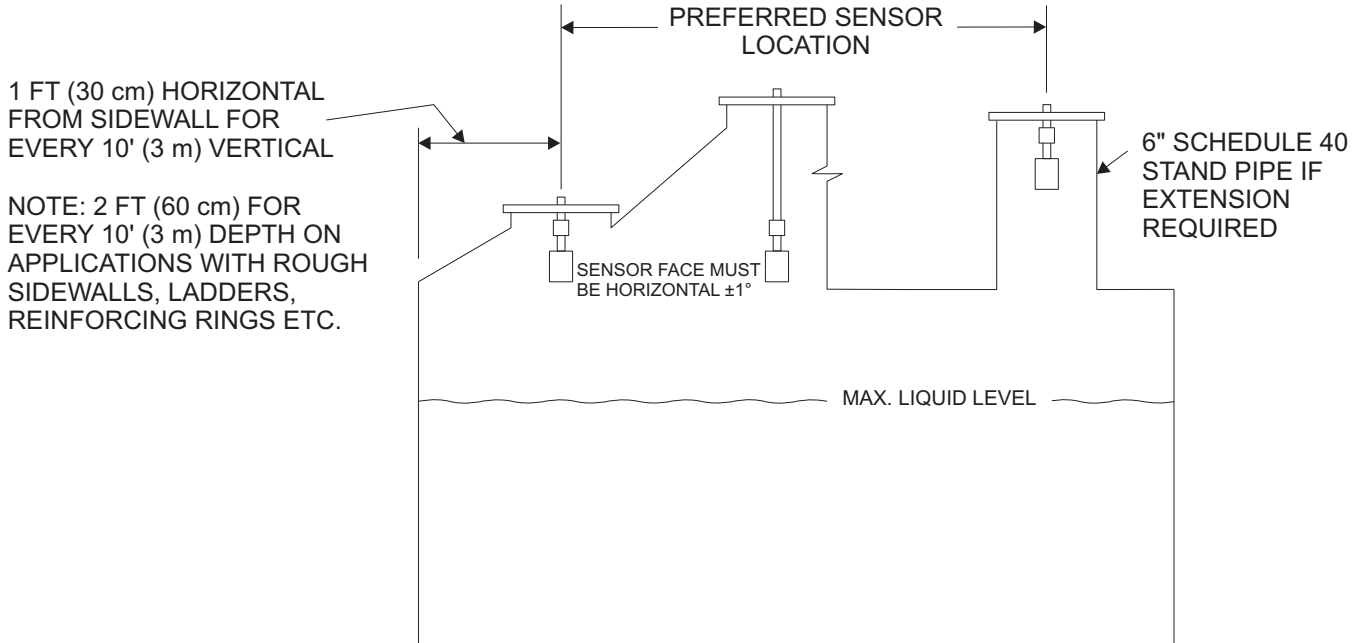 PREFERRED SENSOR
LOCATION
1 FT (30 cm) HORIZONTAL
FROM SIDEWALL FOR
EVERY 10' (3 m) VERTICAL
NOTE: 2 FT (60 cm) FOR
EVERY 10' (3 m) DEPTH ON
APPLICATIONS WITH ROUGH
SIDEWALLS, LADDERS,
REINFORCING RINGS ETC.
6" SCHEDULE 40
STAND PIPE IF
EXTENSION
REQUIRED
SENSOR FACE MUST
BE HORIZONTAL ±1°
MAX. LIQUID LEVEL